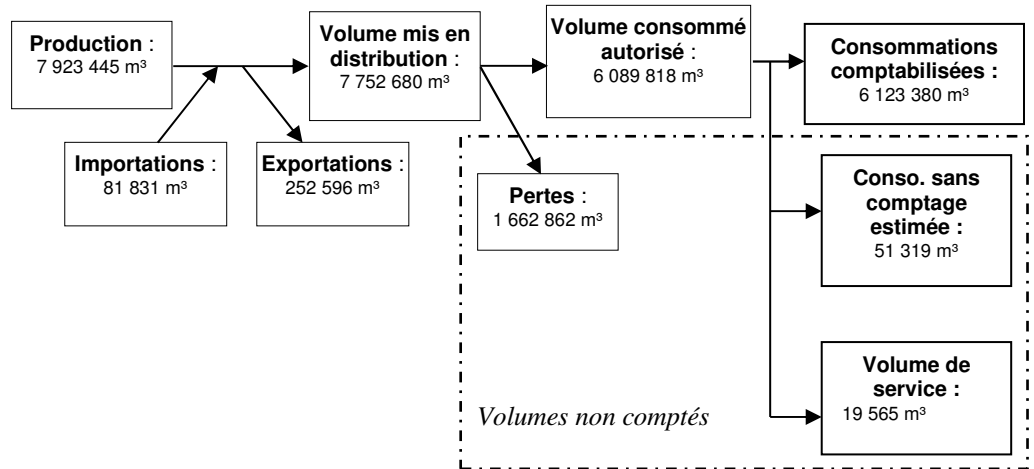 Production :
7 923 445 m³
Volume mis en
distribution :
7 752 680 m³
Volume consommé
autorisé :
6 089 818 m³
Consommations
comptabilisées :
6 123 380 m³
Importations :
81 831 m³
Exportations :
252 596 m³
Pertes :
1 662 862 m³
Conso. sans
comptage
estimée :
51 319 m³
Volume de
service :
19 565 m³
Volumes non comptés